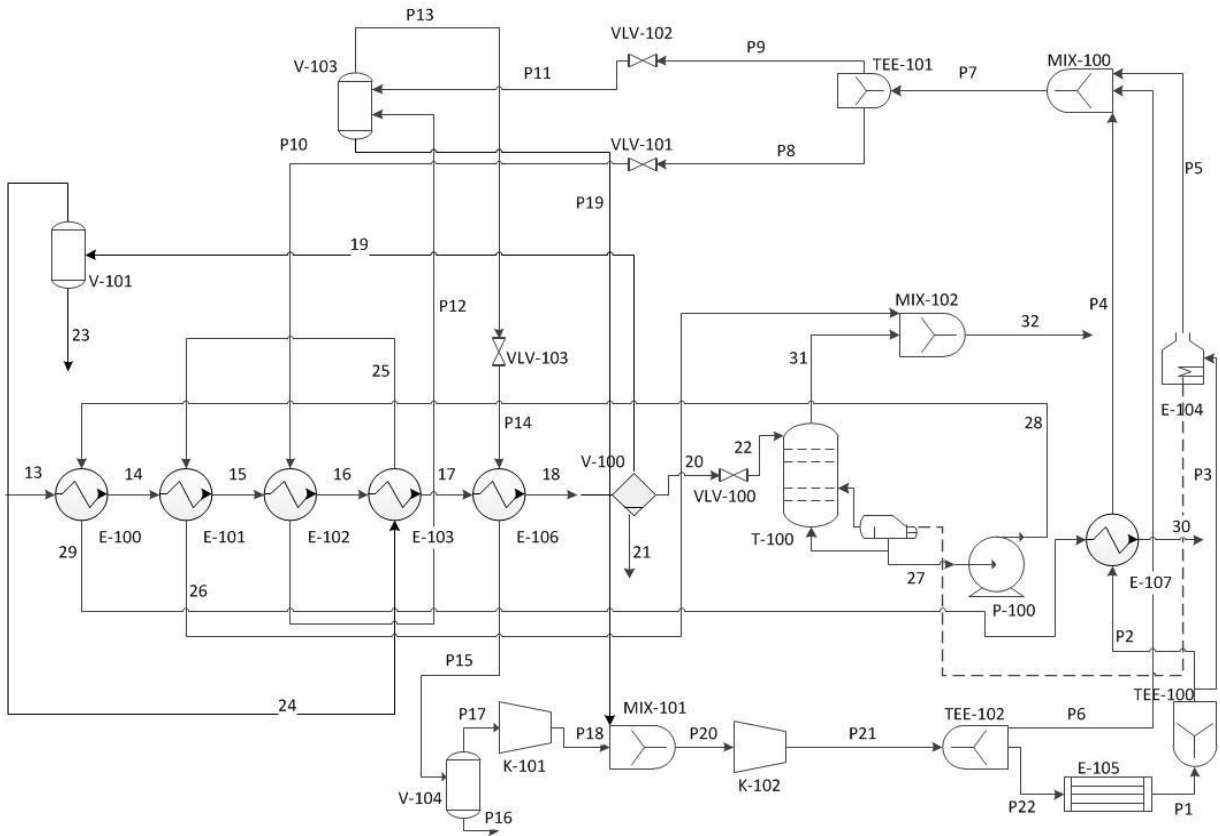 P13
VLV-102
P9
TEE-101
MIX-100
V-103
P11
P7
P10
VLV-101
P8
P5
P19
19
V-101
P12
MIX-102
P4
23
32
VLV-103
31
25
E-104
P14
28
13
14
15
16
17
18
V-100
20
22
P3
VLV-100
30
E-100
E-101
E-102
E-103
E-106
T-100
29
21
27
E-107
26
P-100
P2
P15
TEE-100
24
P17
MIX-101
TEE-102
P6
P18
P20
P21
K-101
E-105
V-104
K-102
P22
P1
P16